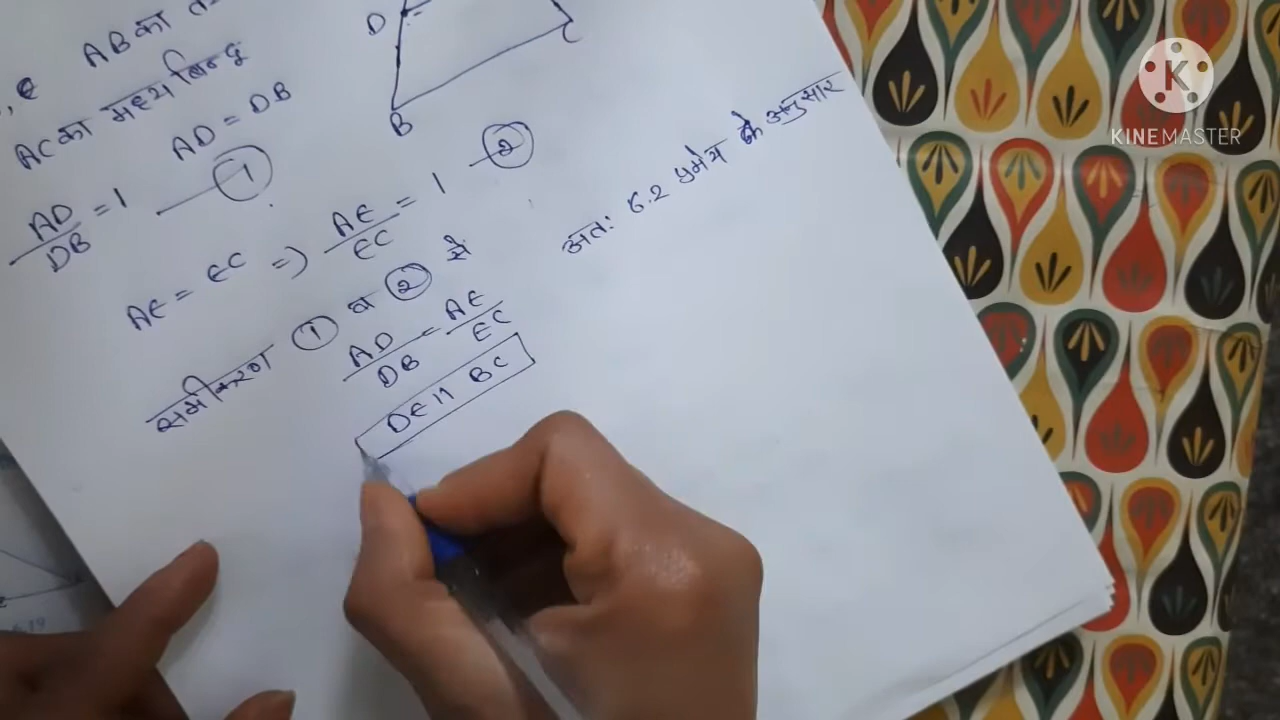 AB का
AC का मध्य बिन्दु
AD = DB
AD/DB = 1 — ①
AE = EC => AE/EC = 1 — ②
समीकरण ① व ② से
AD/DB = AE/EC
DE || BC
अतः 6.2 प्रमेय के अनुसार
D
B
C
KINEMASTER